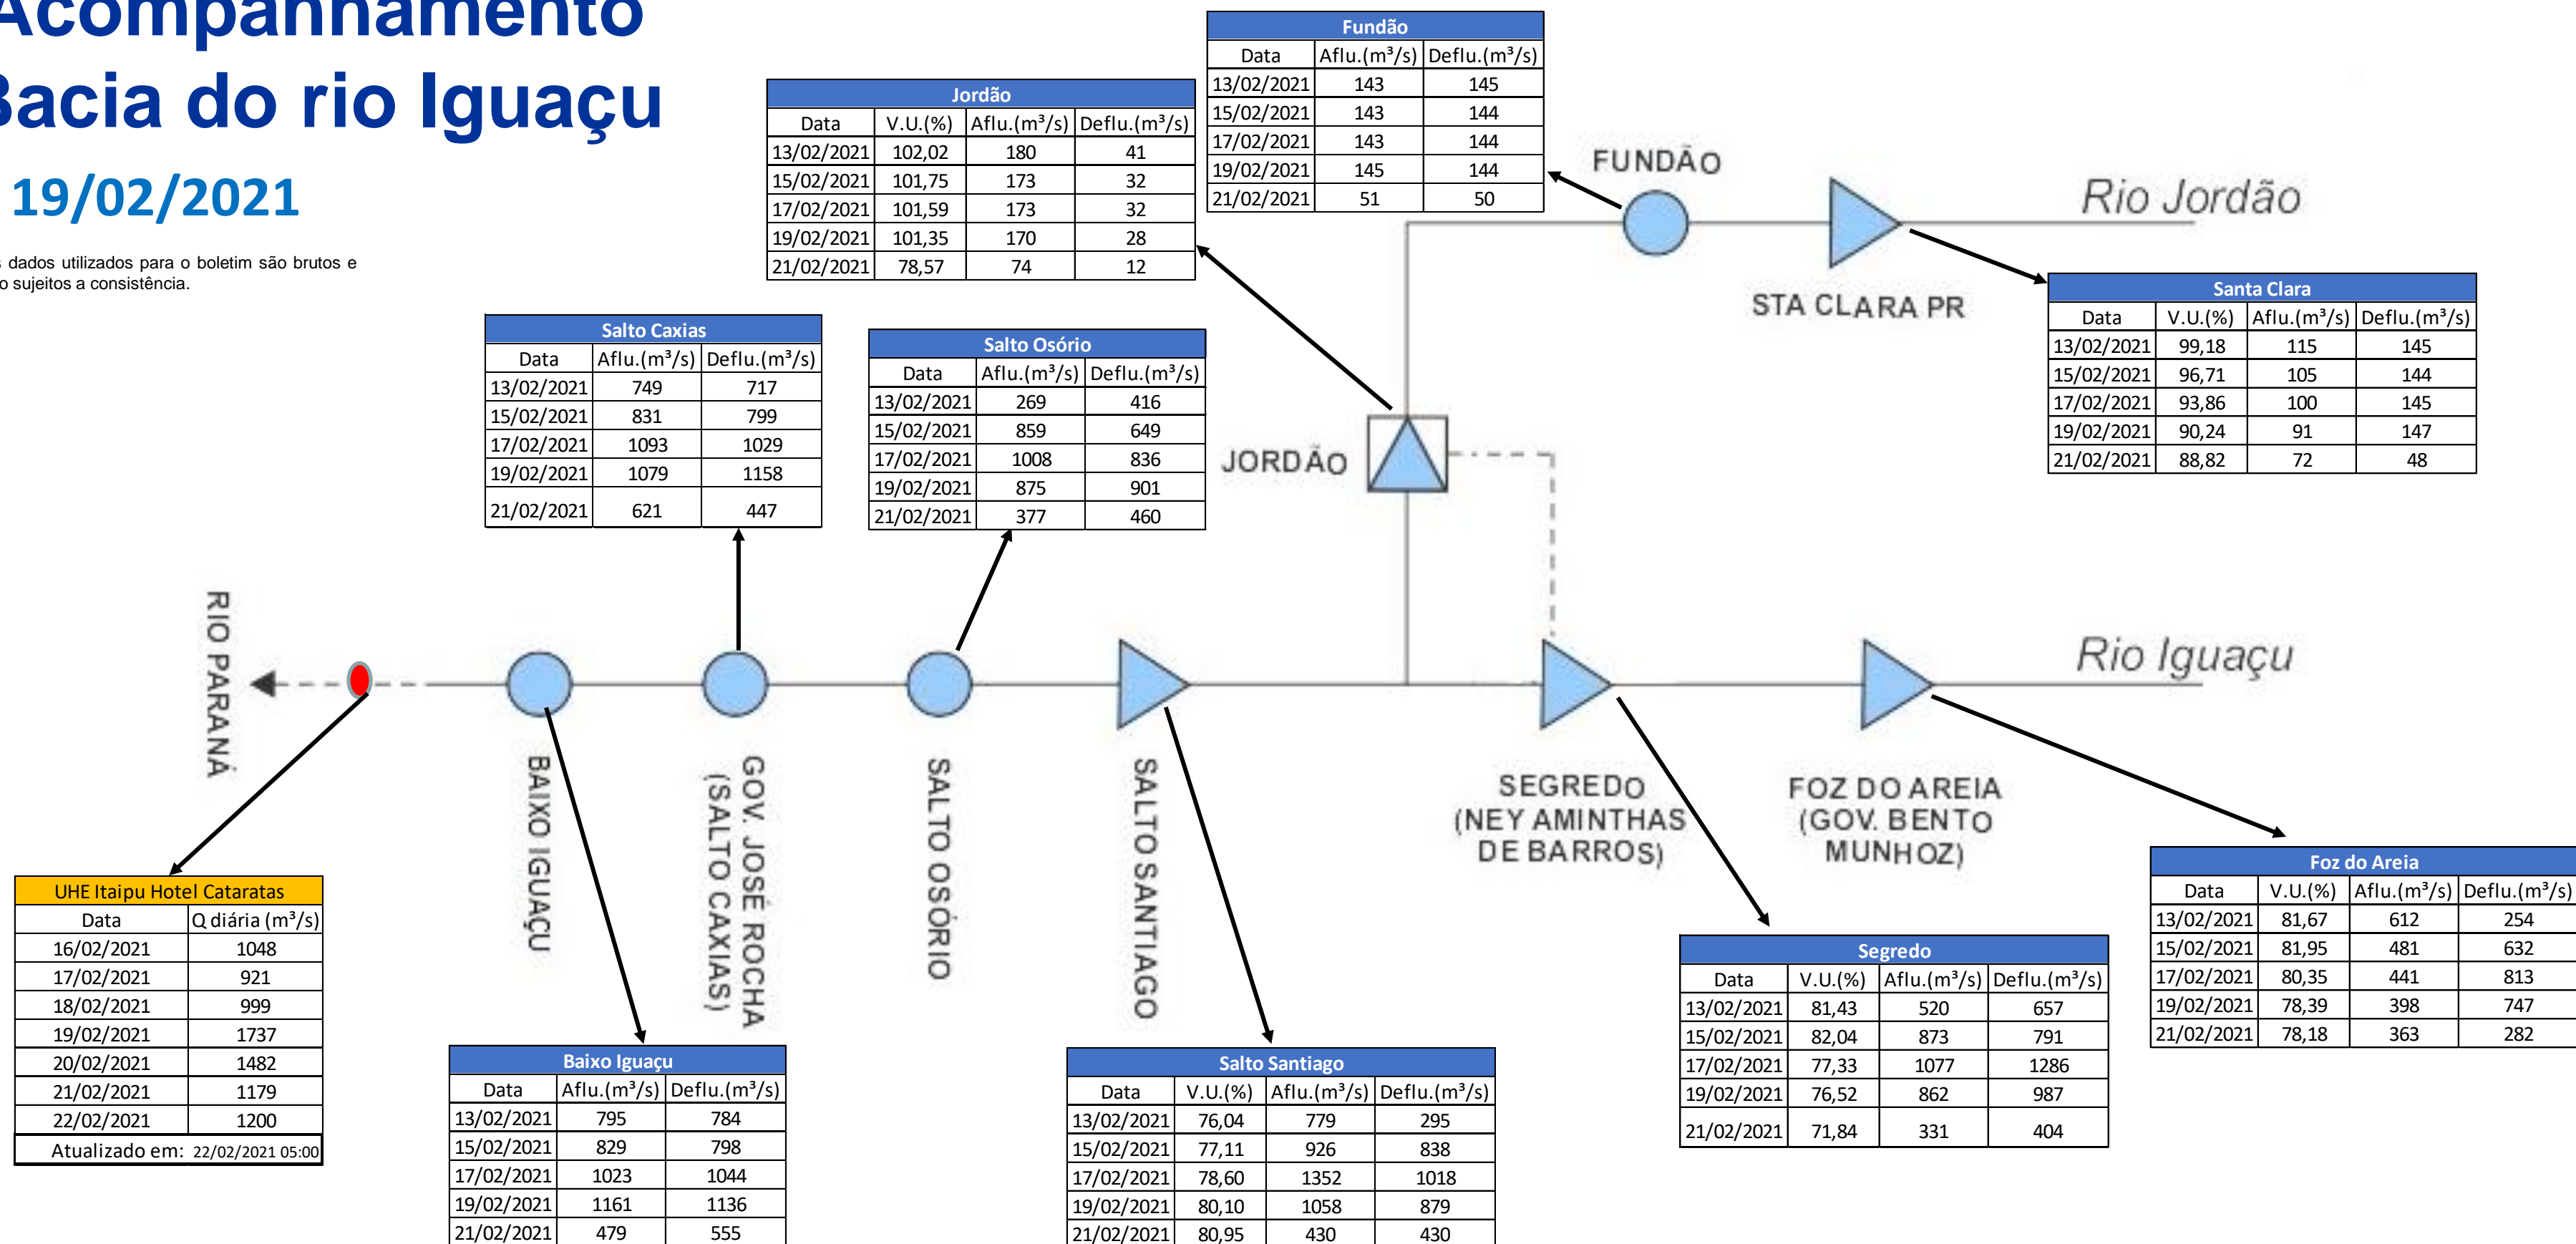 Acompanhamento
Bacia do rio Iguaçu
19/02/2021
s dados utilizados para o boletim são brutos e
o sujeitos a consistência.
Fundão
Data Aflu.(m³/s) Deflu.(m³/s)
13/02/2021 143 145
15/02/2021 143 144
17/02/2021 143 144
19/02/2021 145 144
21/02/2021 51 50
Jordão
Data V.U.(%) Aflu.(m³/s) Deflu.(m³/s)
13/02/2021 102,02 180 41
15/02/2021 101,75 173 32
17/02/2021 101,59 173 32
19/02/2021 101,35 170 28
21/02/2021 78,57 74 12
FUNDÃO
Rio Jordão
STA CLARA PR
Santa Clara
Data V.U.(%) Aflu.(m³/s) Deflu.(m³/s)
13/02/2021 99,18 115 145
15/02/2021 96,71 105 144
17/02/2021 93,86 100 145
19/02/2021 90,24 91 147
21/02/2021 88,82 72 48
Salto Caxias
Data Aflu.(m³/s) Deflu.(m³/s)
13/02/2021 749 717
15/02/2021 831 799
17/02/2021 1093 1029
19/02/2021 1079 1158
21/02/2021 621 447
Salto Osório
Data Aflu.(m³/s) Deflu.(m³/s)
13/02/2021 269 416
15/02/2021 859 649
17/02/2021 1008 836
19/02/2021 875 901
21/02/2021 377 460
JORDÃO
RIO PARANÁ
Rio Iguaçu
BAIXO IGUAÇU
GOV. JOSÉ ROCHA
(SALTO CAXIAS)
SALTO OSÓRIO
SALTO SANTIAGO
SEGREDO
(NEY AMINTHAS
DE BARROS)
FOZ DO AREIA
(GOV. BENTO
MUNHOZ)
UHE Itaipu Hotel Cataratas
Data Q diária (m³/s)
16/02/2021 1048
17/02/2021 921
18/02/2021 999
19/02/2021 1737
20/02/2021 1482
21/02/2021 1179
22/02/2021 1200
Atualizado em: 22/02/2021 05:00
Baixo Iguaçu
Data Aflu.(m³/s) Deflu.(m³/s)
13/02/2021 795 784
15/02/2021 829 798
17/02/2021 1023 1044
19/02/2021 1161 1136
21/02/2021 479 555
Salto Santiago
Data V.U.(%) Aflu.(m³/s) Deflu.(m³/s)
13/02/2021 76,04 779 295
15/02/2021 77,11 926 838
17/02/2021 78,60 1352 1018
19/02/2021 80,10 1058 879
21/02/2021 80,95 430 430
Segredo
Data V.U.(%) Aflu.(m³/s) Deflu.(m³/s)
13/02/2021 81,43 520 657
15/02/2021 82,04 873 791
17/02/2021 77,33 1077 1286
19/02/2021 76,52 862 987
21/02/2021 71,84 331 404
Foz do Areia
Data V.U.(%) Aflu.(m³/s) Deflu.(m³/s)
13/02/2021 81,67 612 254
15/02/2021 81,95 481 632
17/02/2021 80,35 441 813
19/02/2021 78,39 398 747
21/02/2021 78,18 363 282